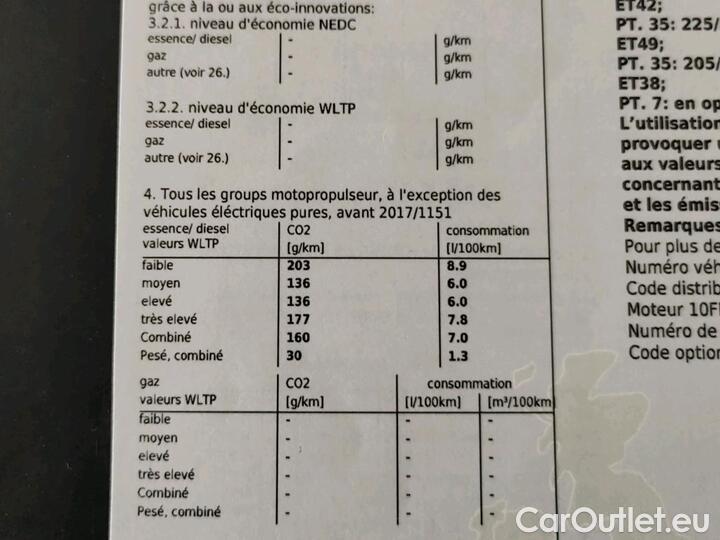 grâce à la ou aux éco-innovations:
3.2.1. niveau d'économie NEDC
essence/ diesel - g/km
gaz - g/km
autre (voir 26.) - g/km
3.2.2. niveau d'économie WLTP
essence/ diesel - g/km
gaz - g/km
autre (voir 26.) - g/km
4. Tous les groups motopropulseur, à l'exception des
véhicules éléctriques pures, avant 2017/1151
essence/ diesel CO2 consommation
valeurs WLTP [g/km] [l/100km]
faible 203 8.9
moyen 136 6.0
elevé 136 6.0
très elevé 177 7.8
Combiné 160 7.0
Pesé, combiné 30 1.3
gaz CO2 consommation
valeurs WLTP [g/km] [l/100km] [m³/100km]
faible - - -
moyen - - -
elevé - - -
très elevé - - -
Combiné - - -
Pesé, combiné - - -
ET42;
PT. 35: 225/
ET49;
PT. 35: 205/
ET38;
PT. 7: en op
L'utilisation
provoquer
aux valeurs
concernant
et les émis
Remarques
Pour plus de
Numéro véh
Code distrib
Moteur 10F
Numéro de
Code option
CarOutlet.eu